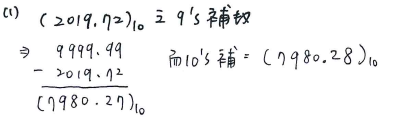 (1) (2019.72)₁₀ 之 9's 補數
⇒ 9999.99 而10's 補 = (7980.28)₁₀
- 2019.72
(7980.27)₁₀